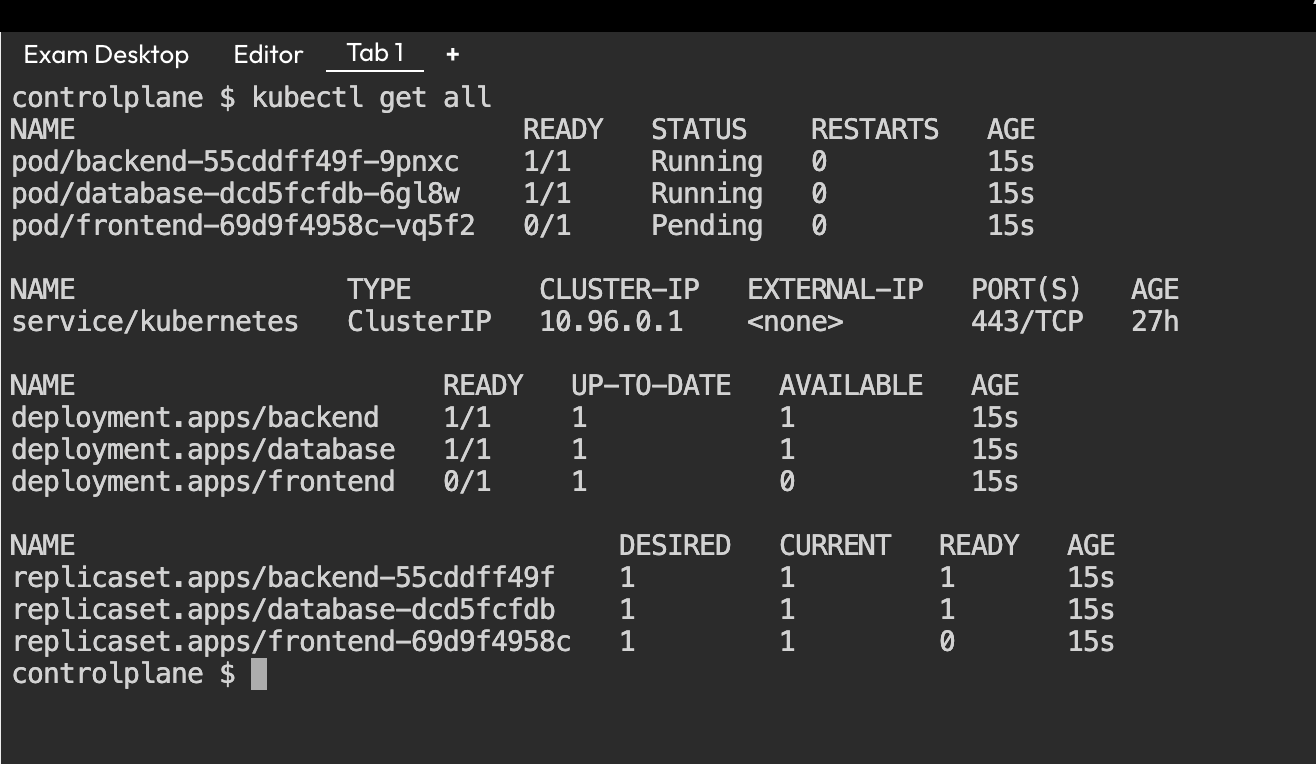 Exam Desktop Editor Tab 1 +
controlplane $ kubectl get all
NAME READY STATUS RESTARTS AGE
pod/backend-55cddff49f-9pnxc 1/1 Running 0 15s
pod/database-dcd5fcfdb-6gl8w 1/1 Running 0 15s
pod/frontend-69d9f4958c-vq5f2 0/1 Pending 0 15s
NAME TYPE CLUSTER-IP EXTERNAL-IP PORT(S) AGE
service/kubernetes ClusterIP 10.96.0.1 <none> 443/TCP 27h
NAME READY UP-TO-DATE AVAILABLE AGE
deployment.apps/backend 1/1 1 1 15s
deployment.apps/database 1/1 1 1 15s
deployment.apps/frontend 0/1 1 0 15s
NAME DESIRED CURRENT READY AGE
replicaset.apps/backend-55cddff49f 1 1 1 15s
replicaset.apps/database-dcd5fcfdb 1 1 1 15s
replicaset.apps/frontend-69d9f4958c 1 1 0 15s
controlplane $